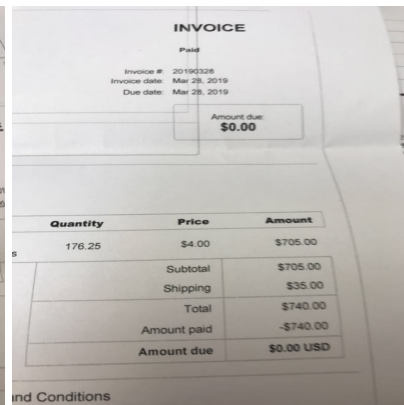 INVOICE
Paid
Invoice # 20190328
Invoice date: Mar 28, 2019
Due date: Mar 28, 2019
Amount due:
$0.00
Quantity Price Amount
s 176.25 $4.00 $705.00
Subtotal $705.00
Shipping $35.00
Total $740.00
Amount paid -$740.00
Amount due $0.00 USD
and Conditions